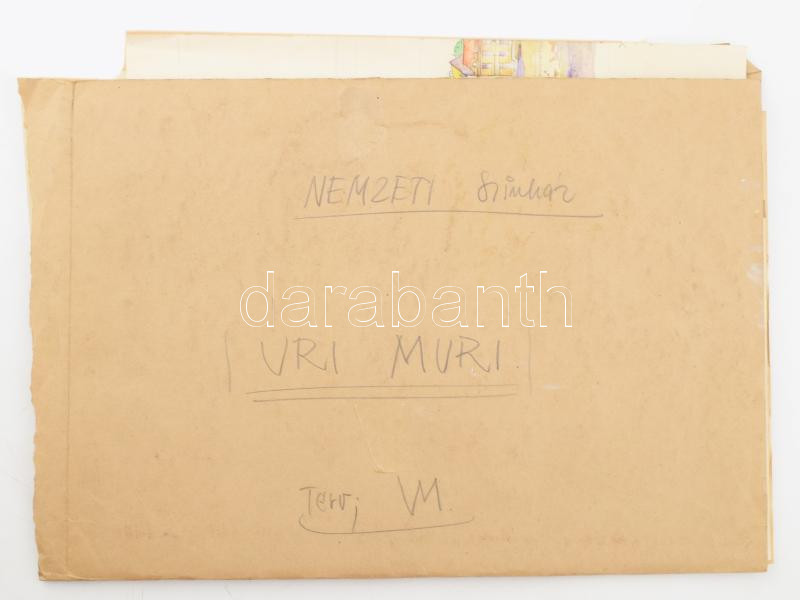 NEMZETI Színház
darabanth
URI MURI
Terv; VM.